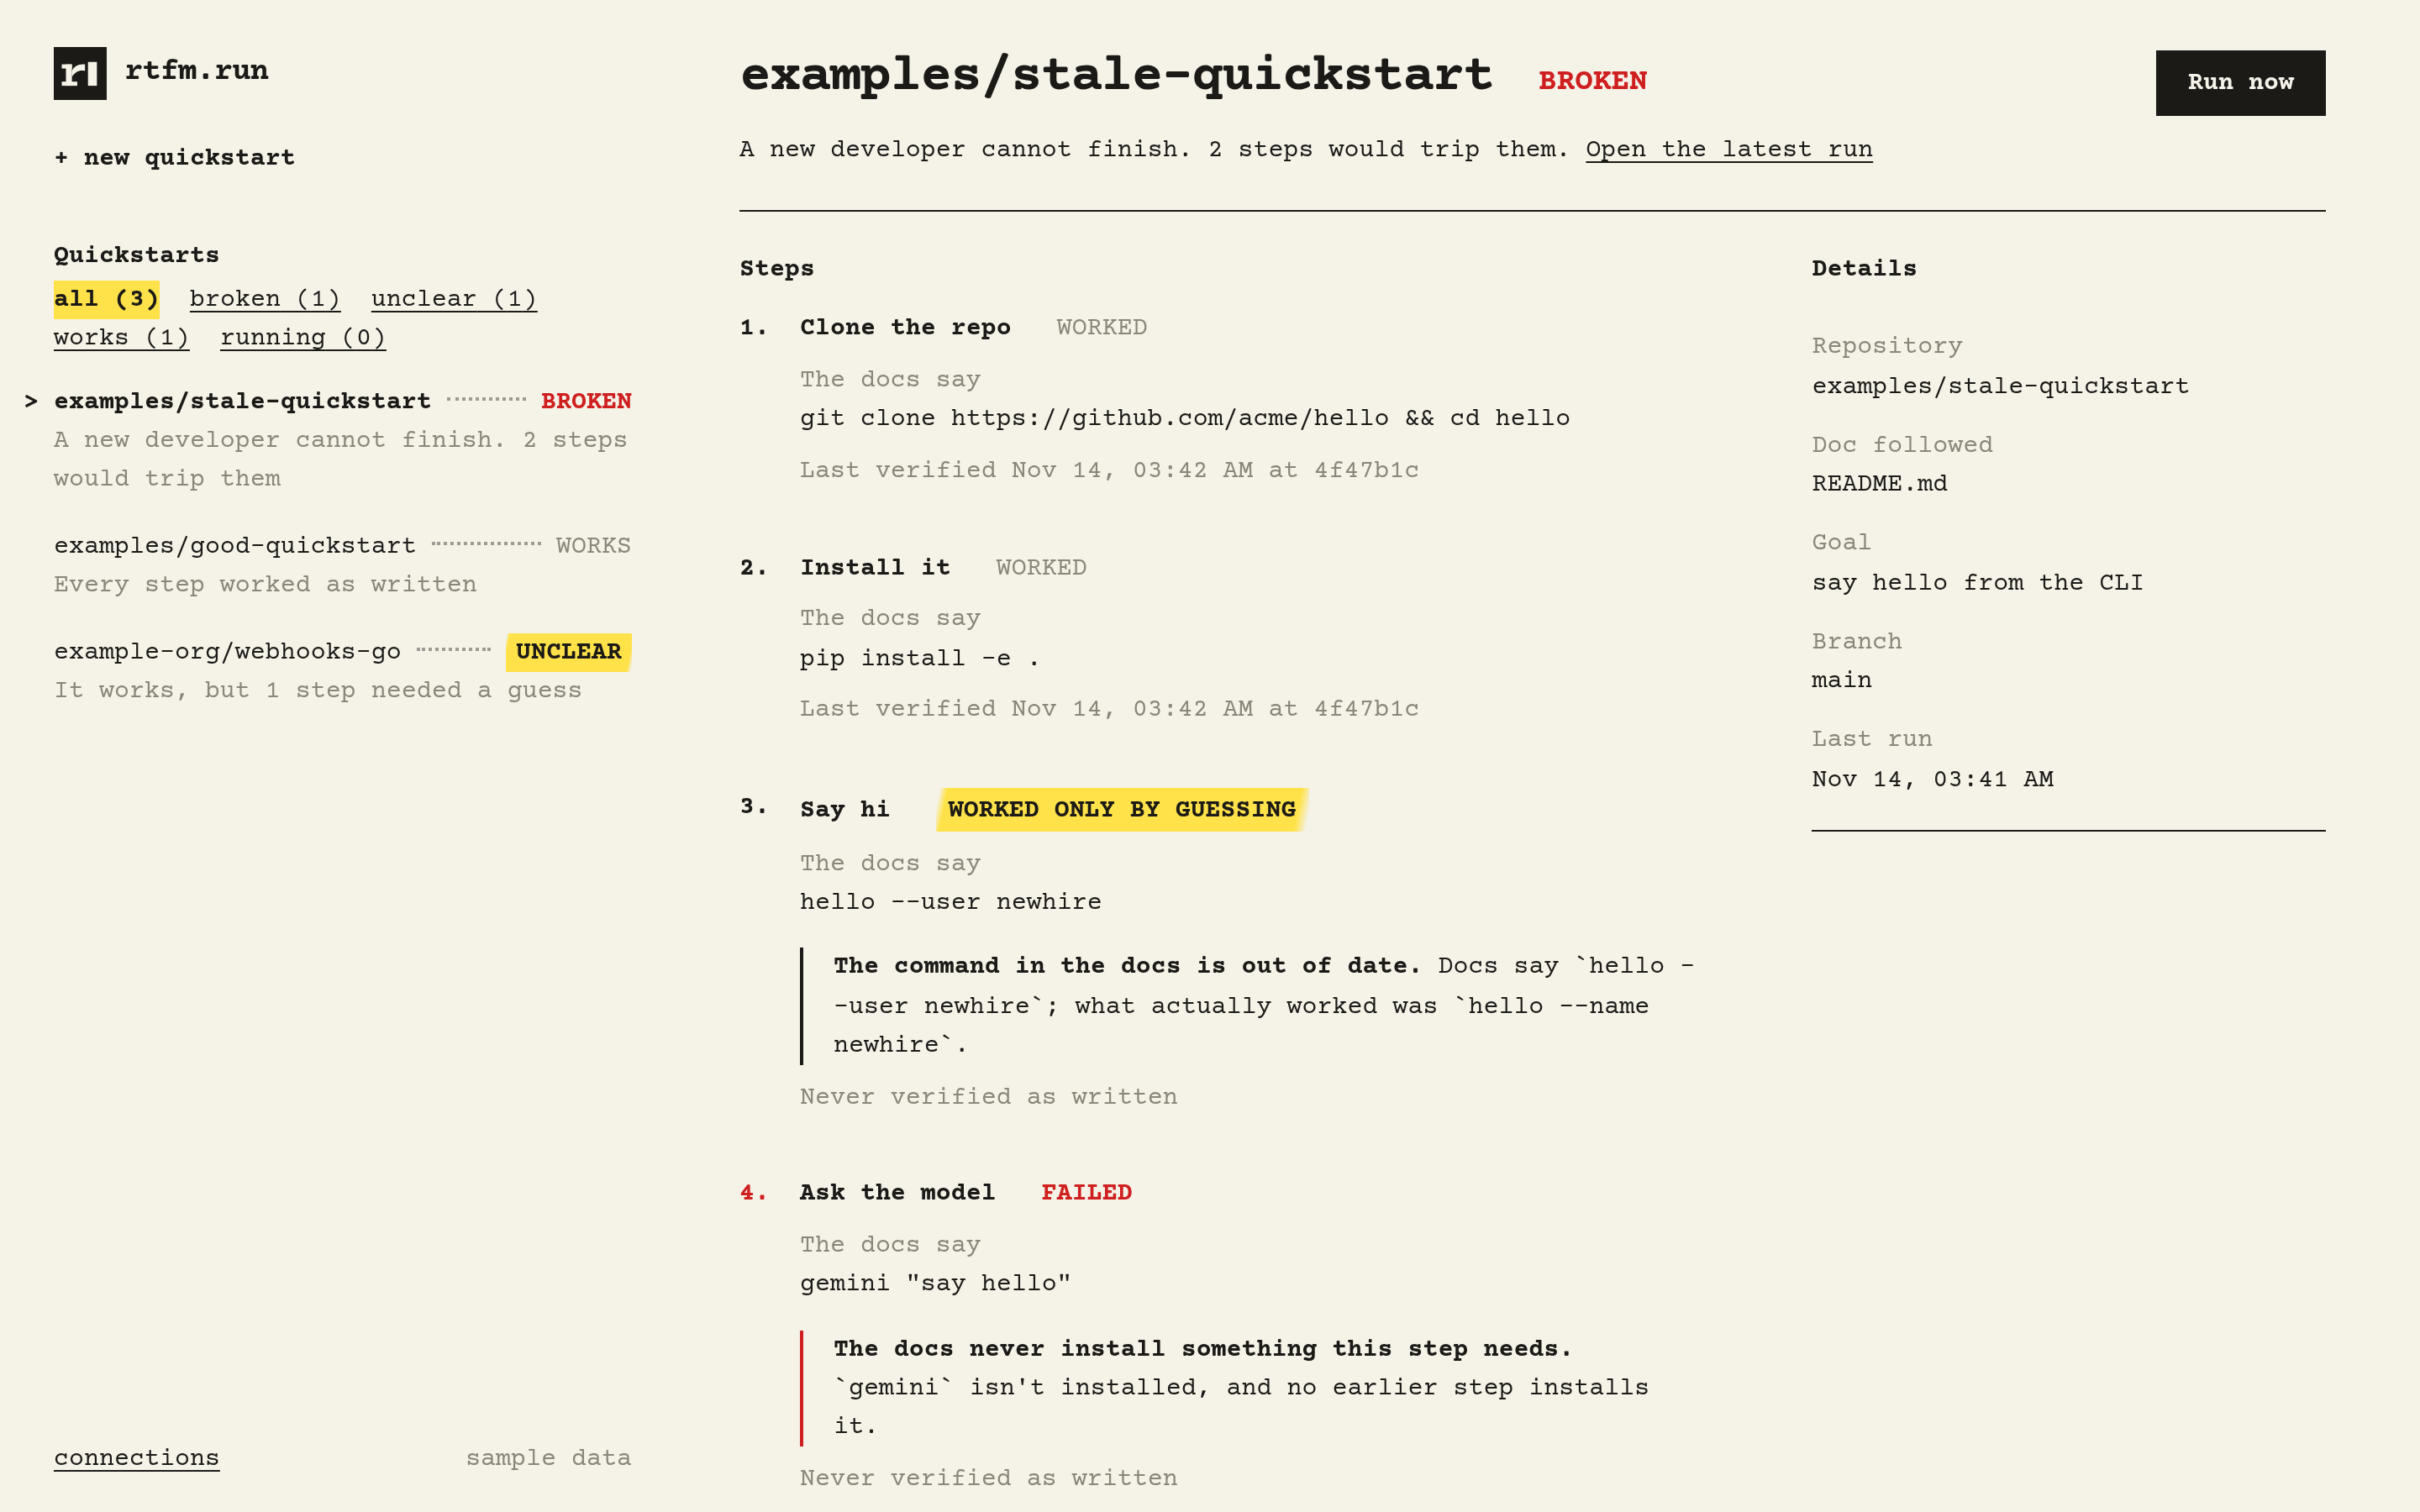 rtfm.run
+ new quickstart
Quickstarts
all (3) broken (1) unclear (1)
works (1) running (0)
> examples/stale-quickstart BROKEN
A new developer cannot finish. 2 steps
would trip them
examples/good-quickstart WORKS
Every step worked as written
example-org/webhooks-go UNCLEAR
It works, but 1 step needed a guess
connections sample data
examples/stale-quickstart BROKEN
Run now
A new developer cannot finish. 2 steps would trip them. Open the latest run
Steps
1. Clone the repo WORKED
The docs say
git clone https://github.com/acme/hello && cd hello
Last verified Nov 14, 03:42 AM at 4f47b1c
2. Install it WORKED
The docs say
pip install -e .
Last verified Nov 14, 03:42 AM at 4f47b1c
3. Say hi WORKED ONLY BY GUESSING
The docs say
hello --user newhire
The command in the docs is out of date. Docs say `hello -
-user newhire`; what actually worked was `hello --name
newhire`.
Never verified as written
4. Ask the model FAILED
The docs say
gemini "say hello"
The docs never install something this step needs.
`gemini` isn't installed, and no earlier step installs
it.
Never verified as written
Details
Repository
examples/stale-quickstart
Doc followed
README.md
Goal
say hello from the CLI
Branch
main
Last run
Nov 14, 03:41 AM